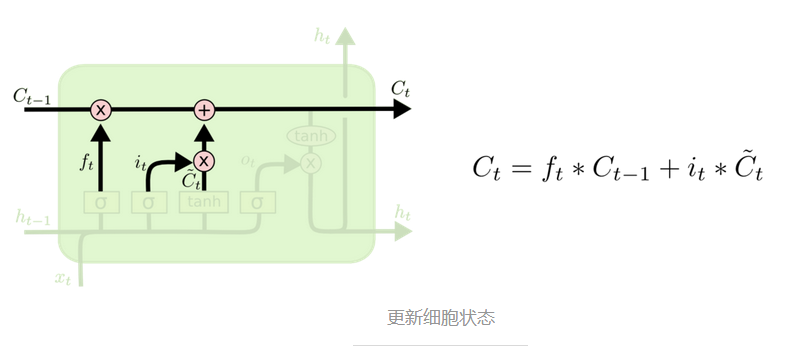 h_t
C_{t-1} × + C_t
f_t i_t × o_t × tanh
C̃_t
σ σ tanh σ
h_{t-1} h_t
x_t
C_t = f_t * C_{t-1} + i_t * C̃_t
更新细胞状态